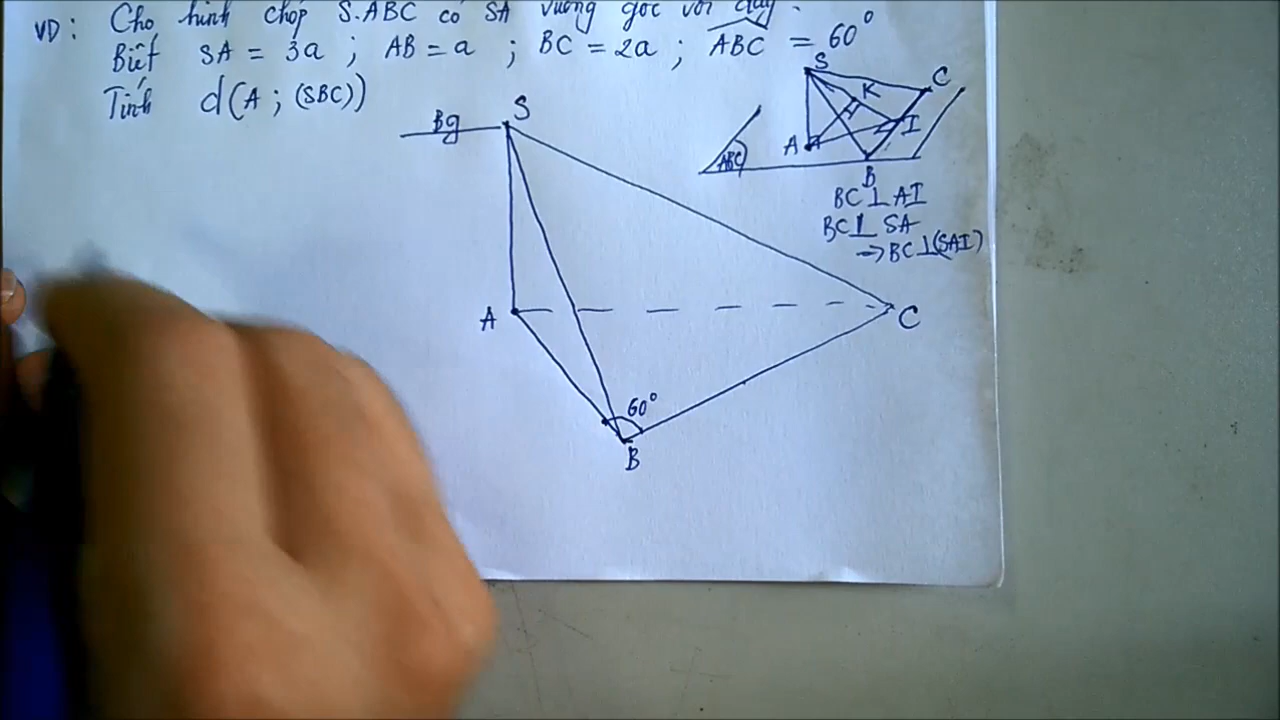 VD: Cho hình chóp S.ABC có SA vuông góc với đáy.
Biết SA = 3a ; AB = a ; BC = 2a ; ABC = 60°
Tính d(A ; (SBC))
Bg
S
A
B
C
60°
S
C
K
I
A
B
ABC
BC ⊥ AI
BC ⊥ SA
→ BC ⊥ (SAI)